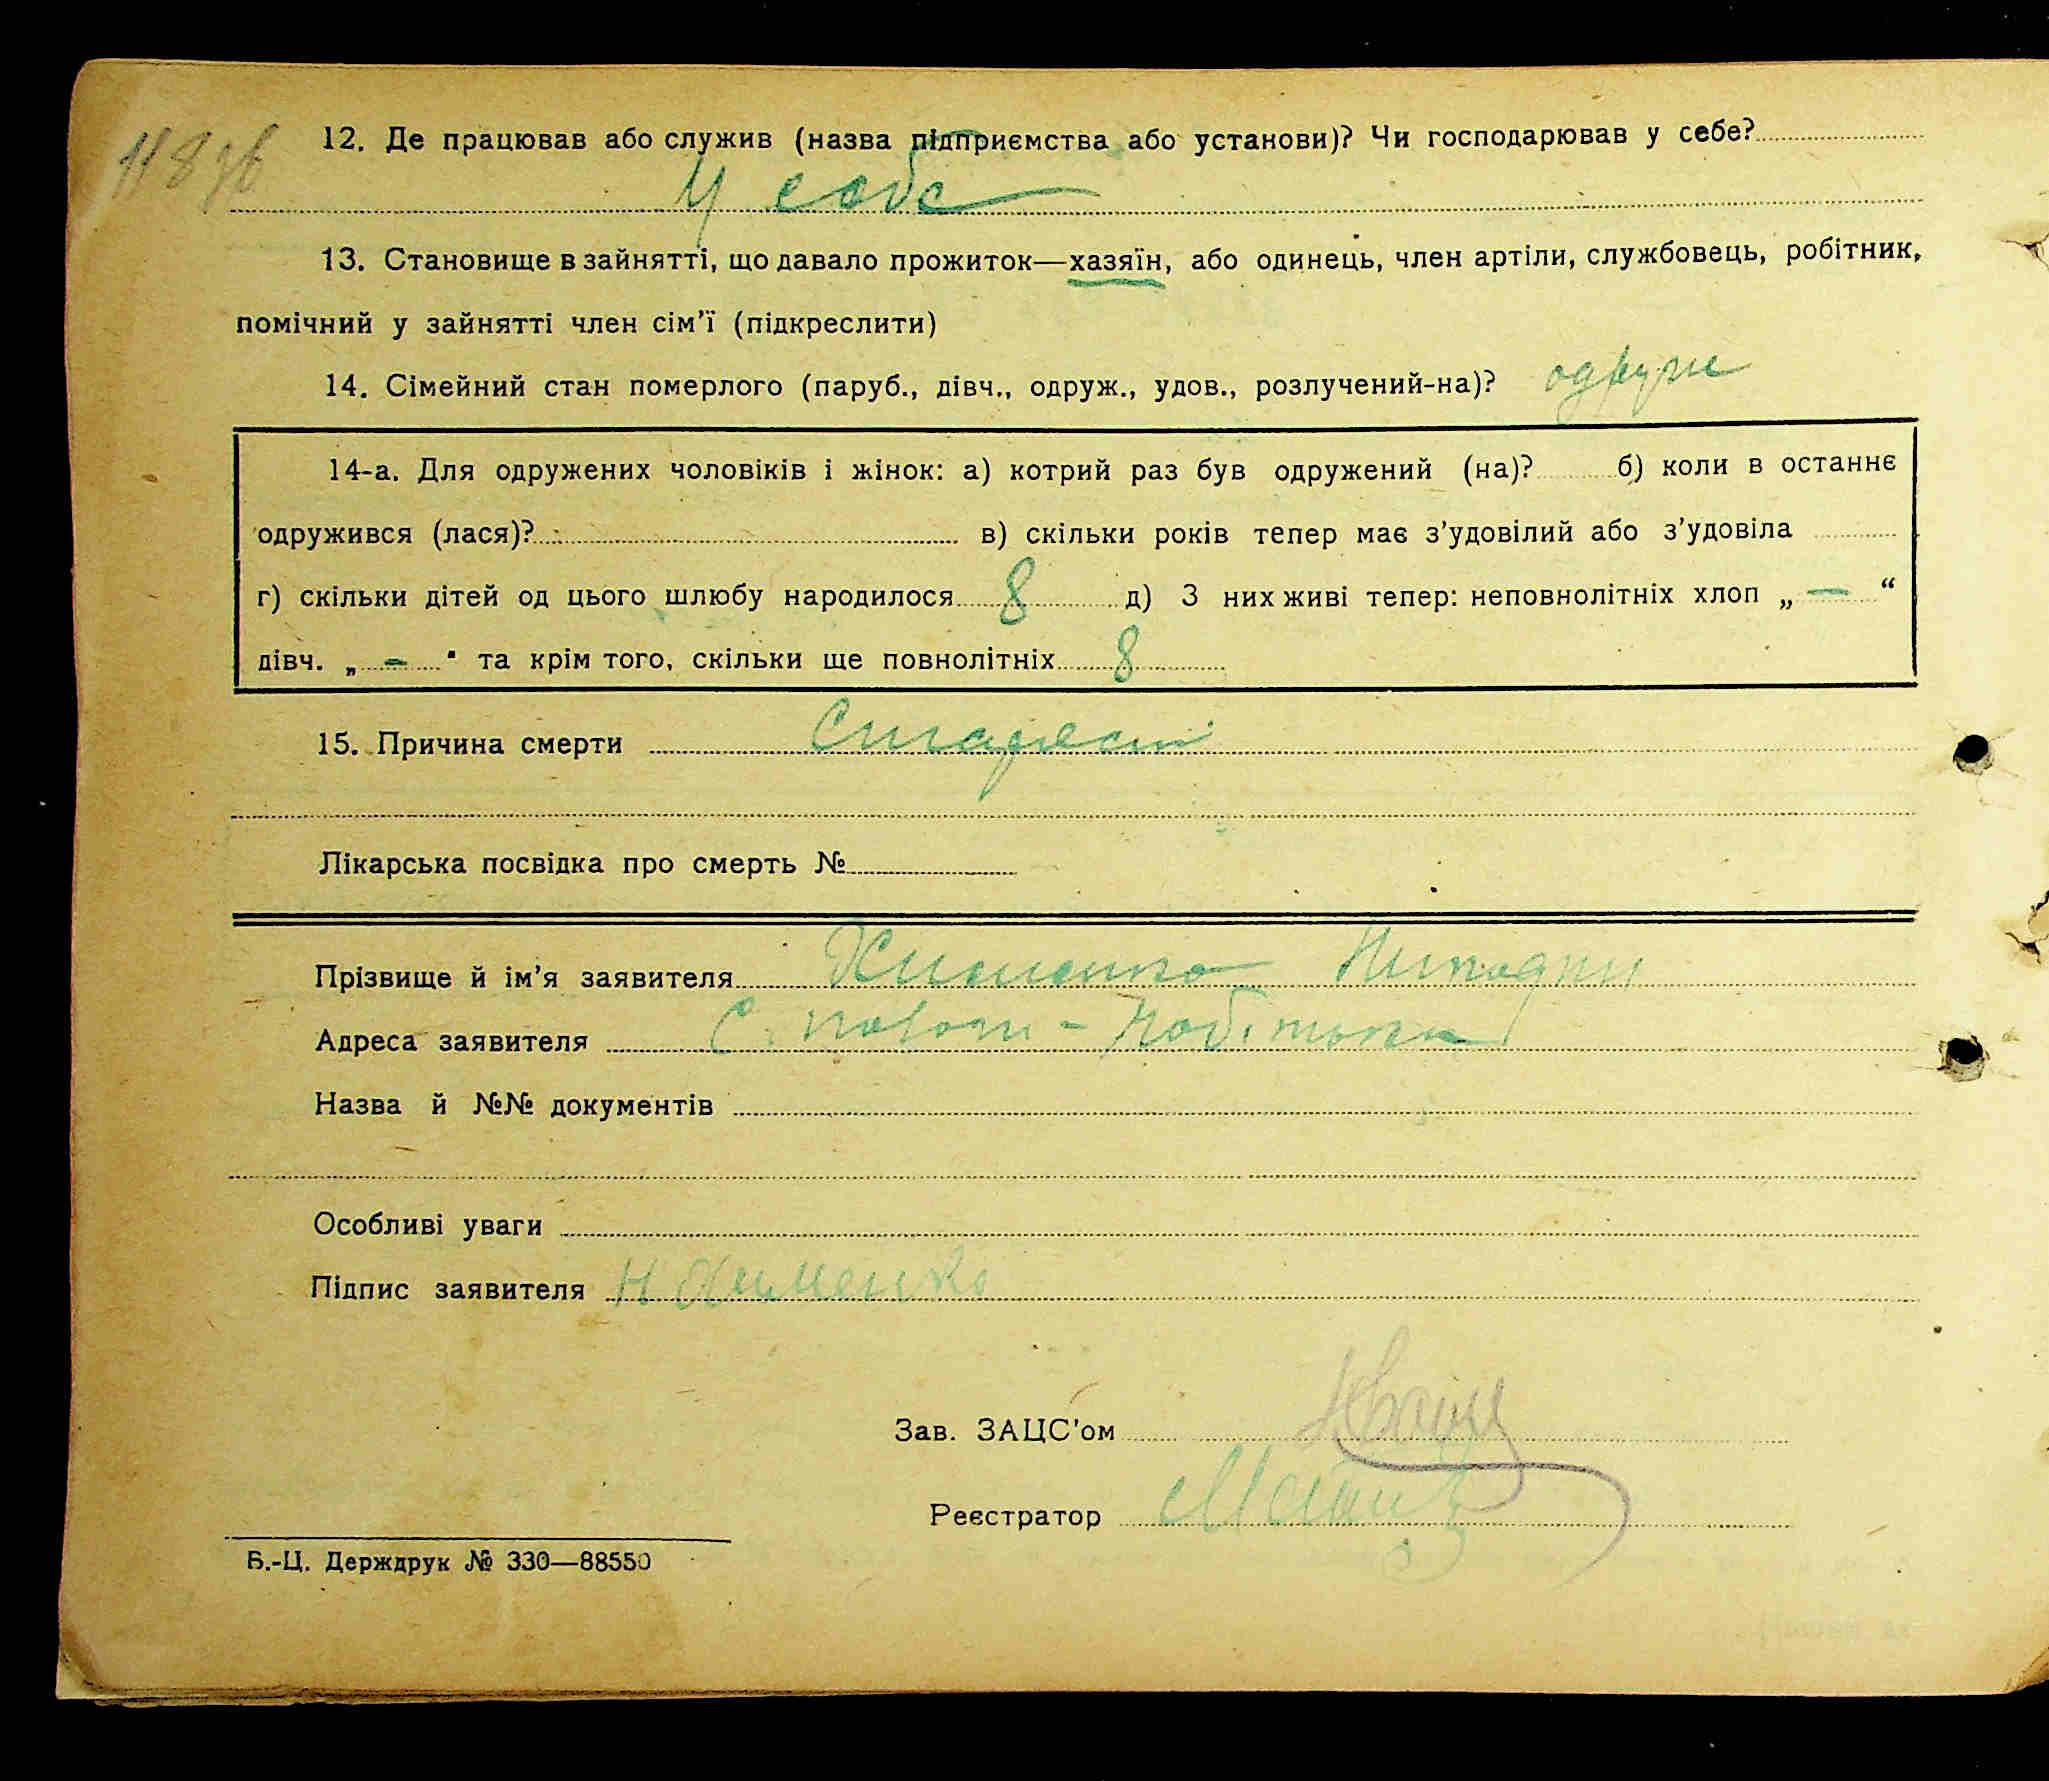 118 зв
12. Де працював або служив (назва підприємства або установи)? Чи господарював у себе?
У себе
13. Становище в зайнятті, що давало прожиток—хазяїн, або одинець, член артіли, службовець, робітник,
помічний у зайнятті член сім’ї (підкреслити)
14. Сімейний стан померлого (паруб., дівч., одруж., удов., розлучений-на)? одруж
14-а. Для одружених чоловіків і жінок: а) котрий раз був одружений (на)? б) коли в останнє
одружився (лася)? в) скільки років тепер має з’удовілий або з’удовіла
г) скільки дітей од цього шлюбу народилося 8 д) З них живі тепер: неповнолітніх хлоп „ — “
дівч. „ — " та крім того, скільки ще повнолітніх 8
15. Причина смерти Старість
Лікарська посвідка про смерть №
Прізвище й ім’я заявителя Хименко
Адреса заявителя С.
Назва й №№ документів
Особливі уваги
Підпис заявителя Н Хименко
Зав. ЗАЦС’ом
Реєстратор
Б.-Ц. Держдрук № 330—88550